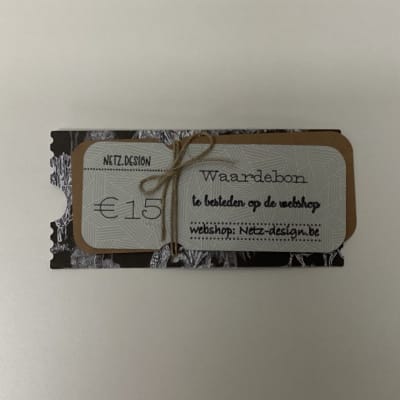 NETZ.DESIGN
€15
Waardebon
te besteden op de webshop
webshop: Netz-design.be